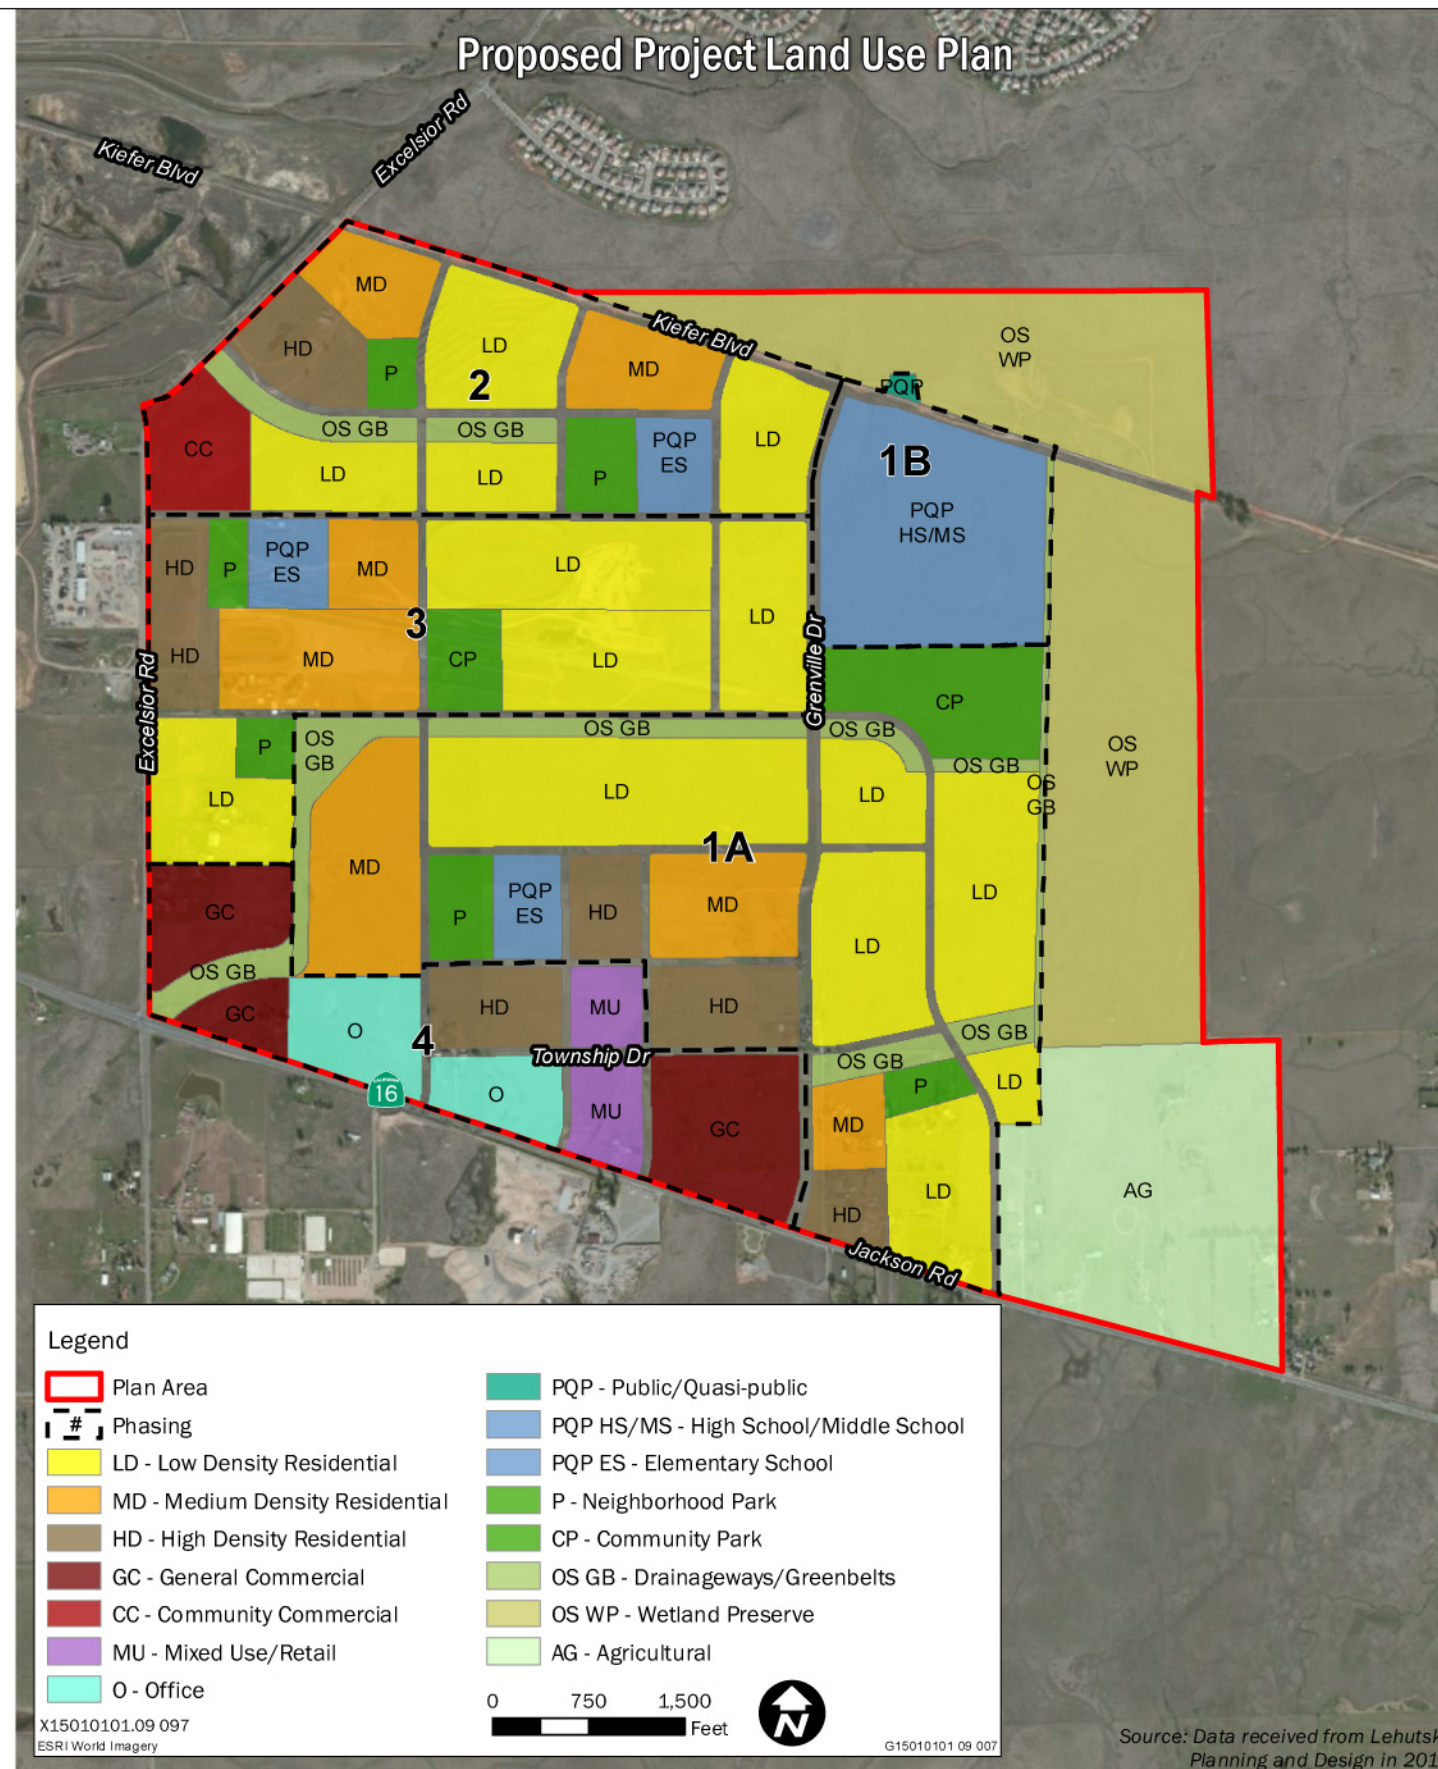 Proposed Project Land Use Plan
Excelsior Rd
Kiefer Blvd
MD
HD
P
LD
2
MD
Kiefer Blvd
OS
WP
PQP
CC
OS GB
OS GB
LD
LD
P
PQP
ES
LD
1B
PQP
HS/MS
HD
P
PQP
ES
MD
LD
LD
3
HD
MD
CP
LD
Grenville Dr
CP
Excelsior Rd
P
LD
OS
GB
OS GB
OS GB
OS GB
OS
GB
OS
WP
LD
LD
1A
MD
P
PQP
ES
HD
MD
LD
LD
GC
OS GB
GC
O
4
HD
MU
HD
Township Dr
OS GB
OS GB
CALIFORNIA
16
O
MU
GC
MD
P
LD
HD
LD
AG
Jackson Rd
Legend
Plan Area
# Phasing
LD - Low Density Residential
MD - Medium Density Residential
HD - High Density Residential
GC - General Commercial
CC - Community Commercial
MU - Mixed Use/Retail
O - Office
PQP - Public/Quasi-public
PQP HS/MS - High School/Middle School
PQP ES - Elementary School
P - Neighborhood Park
CP - Community Park
OS GB - Drainageways/Greenbelts
OS WP - Wetland Preserve
AG - Agricultural
0 750 1,500
Feet
N
X15010101.09 097
ESRI World Imagery
G15010101 09 007
Source: Data received from Lehutsk
Planning and Design in 201